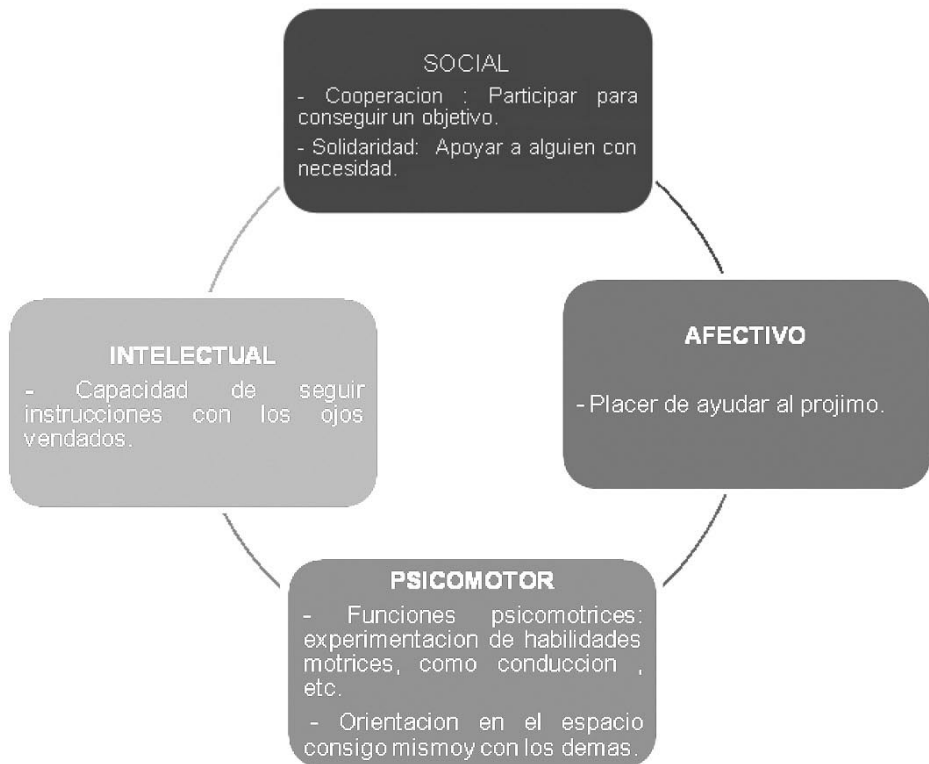 SOCIAL
- Cooperacion : Participar para
conseguir un objetivo.
- Solidaridad: Apoyar a alguien con
necesidad.
AFECTIVO
- Placer de ayudar al projimo.
INTELECTUAL
- Capacidad de seguir
instrucciones con los ojos
vendados.
PSICOMOTOR
- Funciones psicomotrices:
experimentacion de habilidades
motrices, como conduccion ,
etc.
- Orientacion en el espacio
consigo mismoy con los demas.